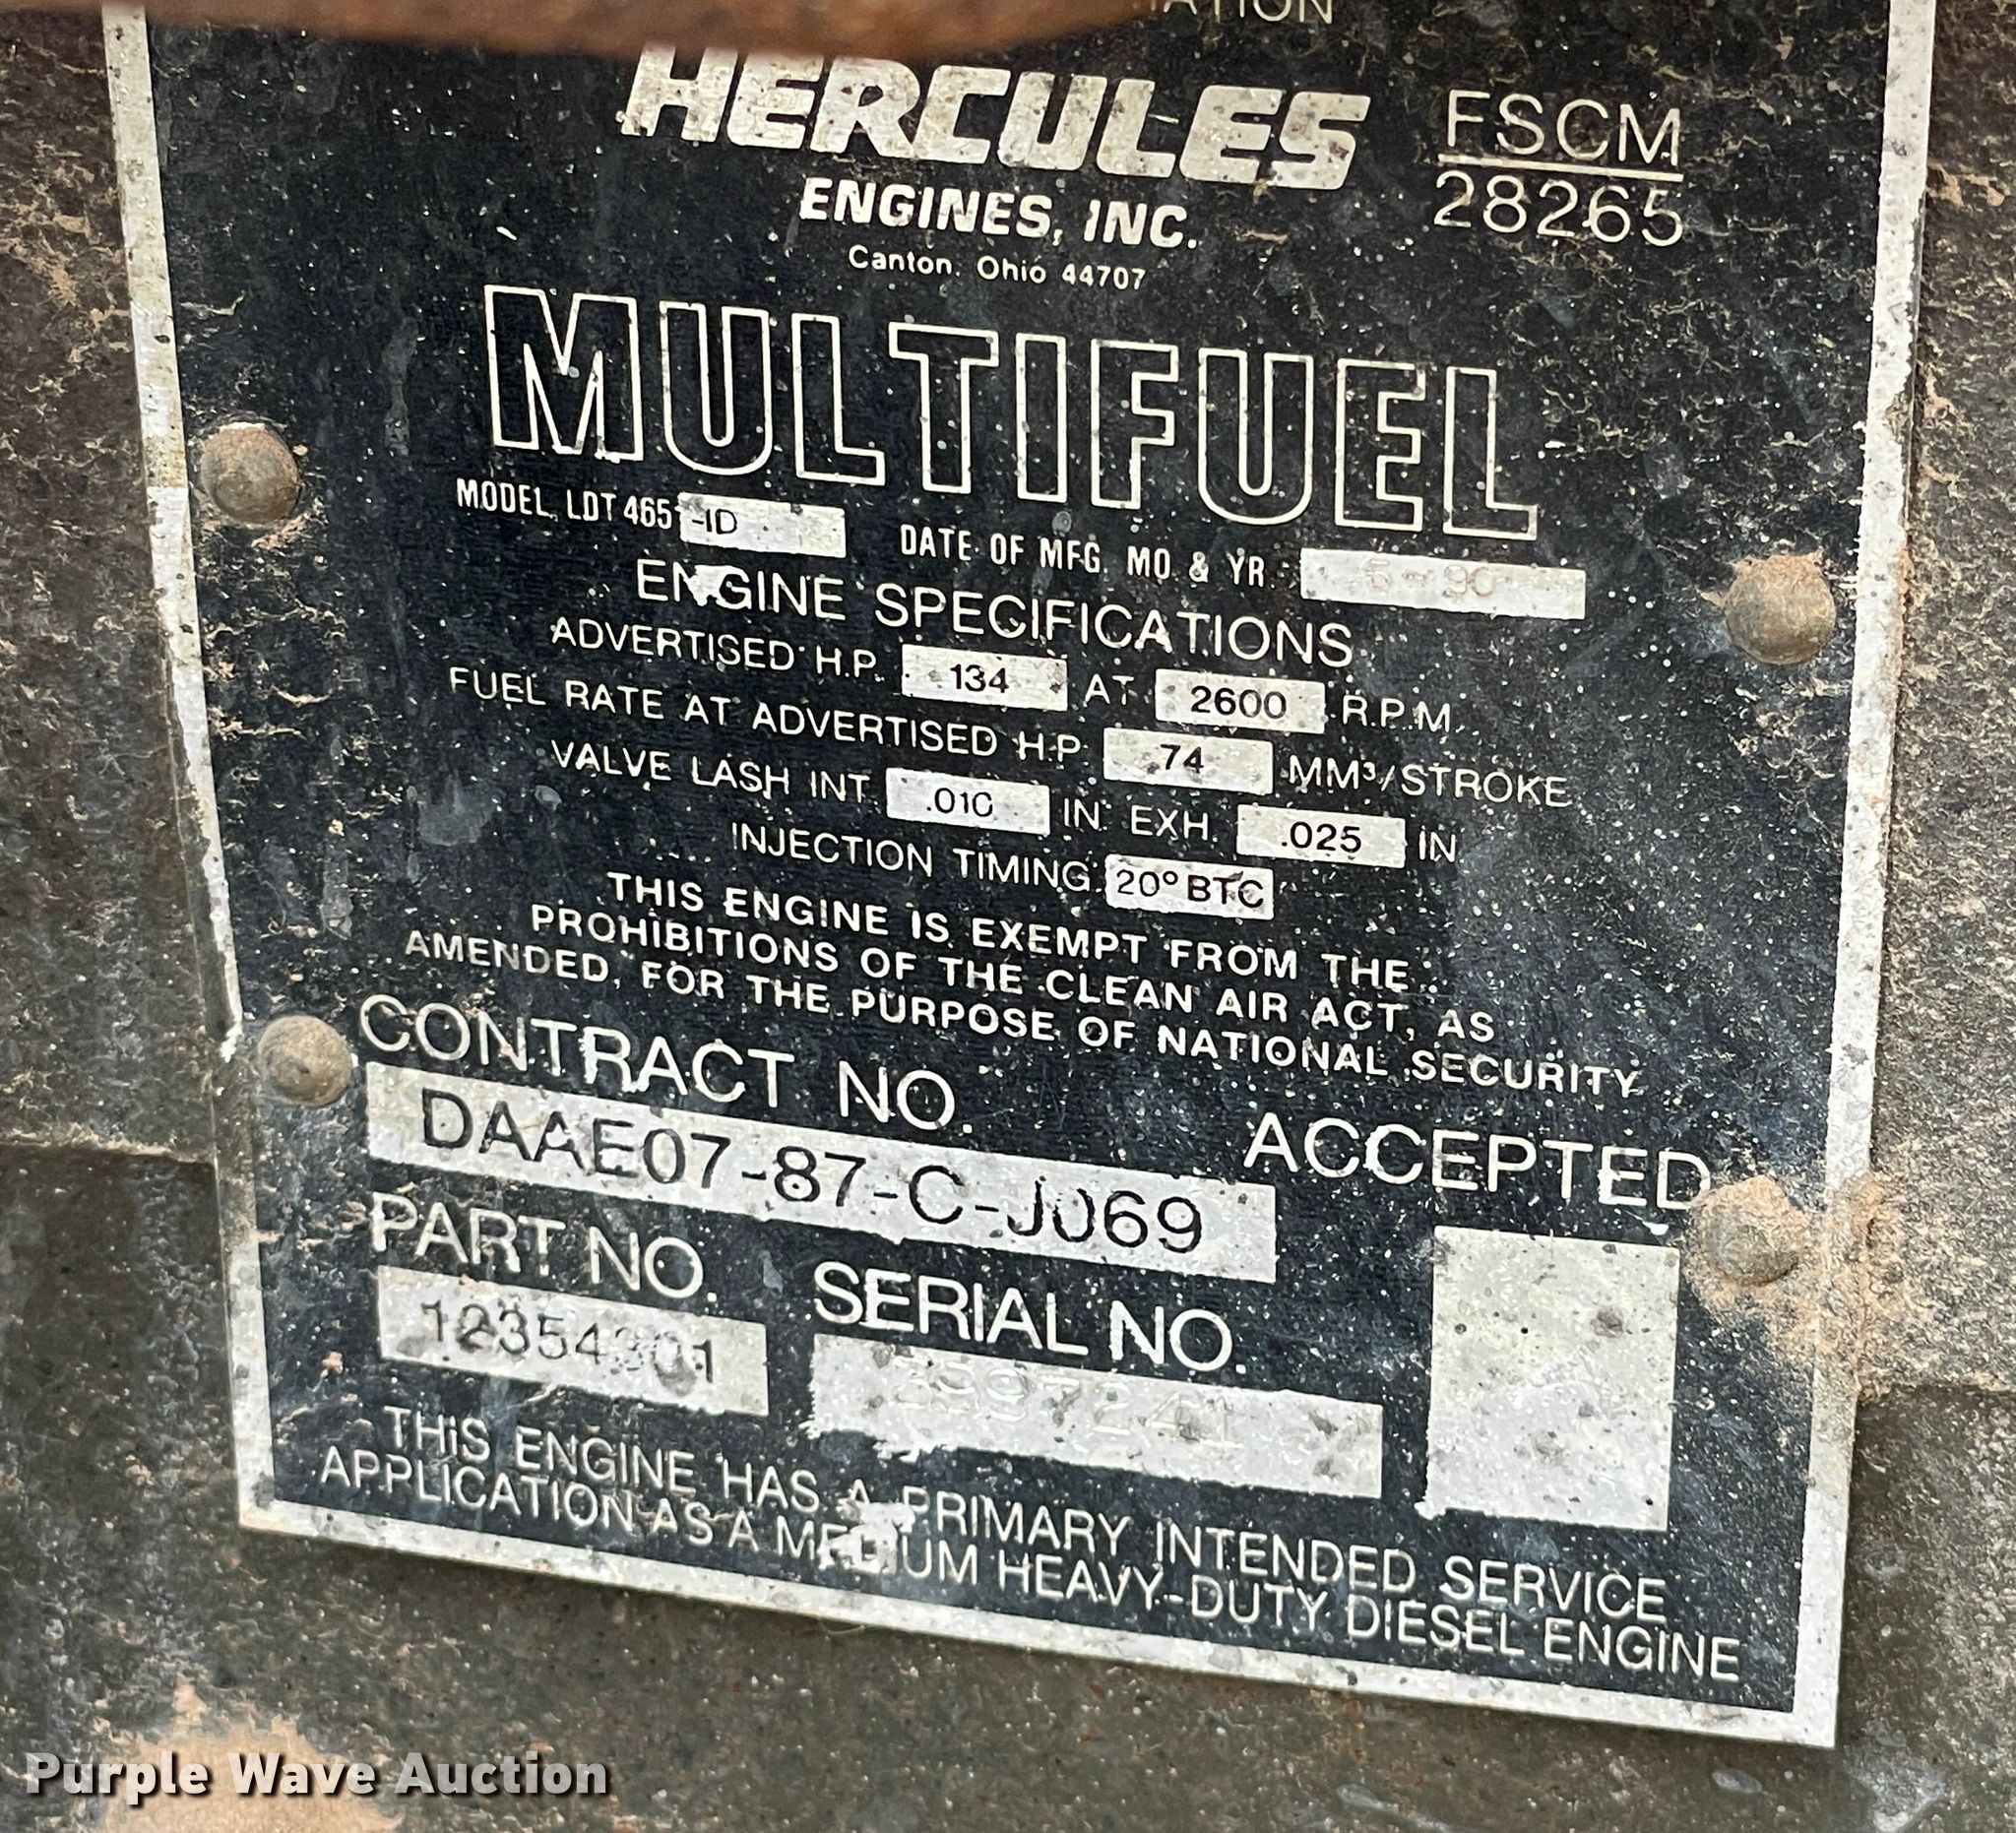 HERCULES
ENGINES, INC.
Canton, Ohio 44707
FSCM
28265
MULTIFUEL
MODEL LDT 465 -ID DATE OF MFG. MO & YR.
ENGINE SPECIFICATIONS
ADVERTISED H.P. 134 AT 2600 R.P.M.
FUEL RATE AT ADVERTISED H.P. 74 MM³/STROKE
VALVE LASH INT. .010 IN. EXH. .025 IN.
INJECTION TIMING 20° BTC
THIS ENGINE IS EXEMPT FROM THE
PROHIBITIONS OF THE CLEAN AIR ACT, AS
AMENDED, FOR THE PURPOSE OF NATIONAL SECURITY
CONTRACT NO.
DAAE07-87-C-J069
ACCEPTED
PART NO.
12354301
SERIAL NO.
THIS ENGINE HAS A PRIMARY INTENDED SERVICE
APPLICATION AS A MEDIUM HEAVY-DUTY DIESEL ENGINE
Purple Wave Auction